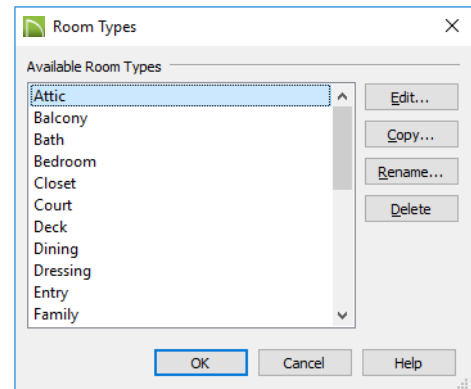 Room Types
Available Room Types
Attic
Balcony
Bath
Bedroom
Closet
Court
Deck
Dining
Dressing
Entry
Family
Edit...
Copy...
Rename...
Delete
OK
Cancel
Help